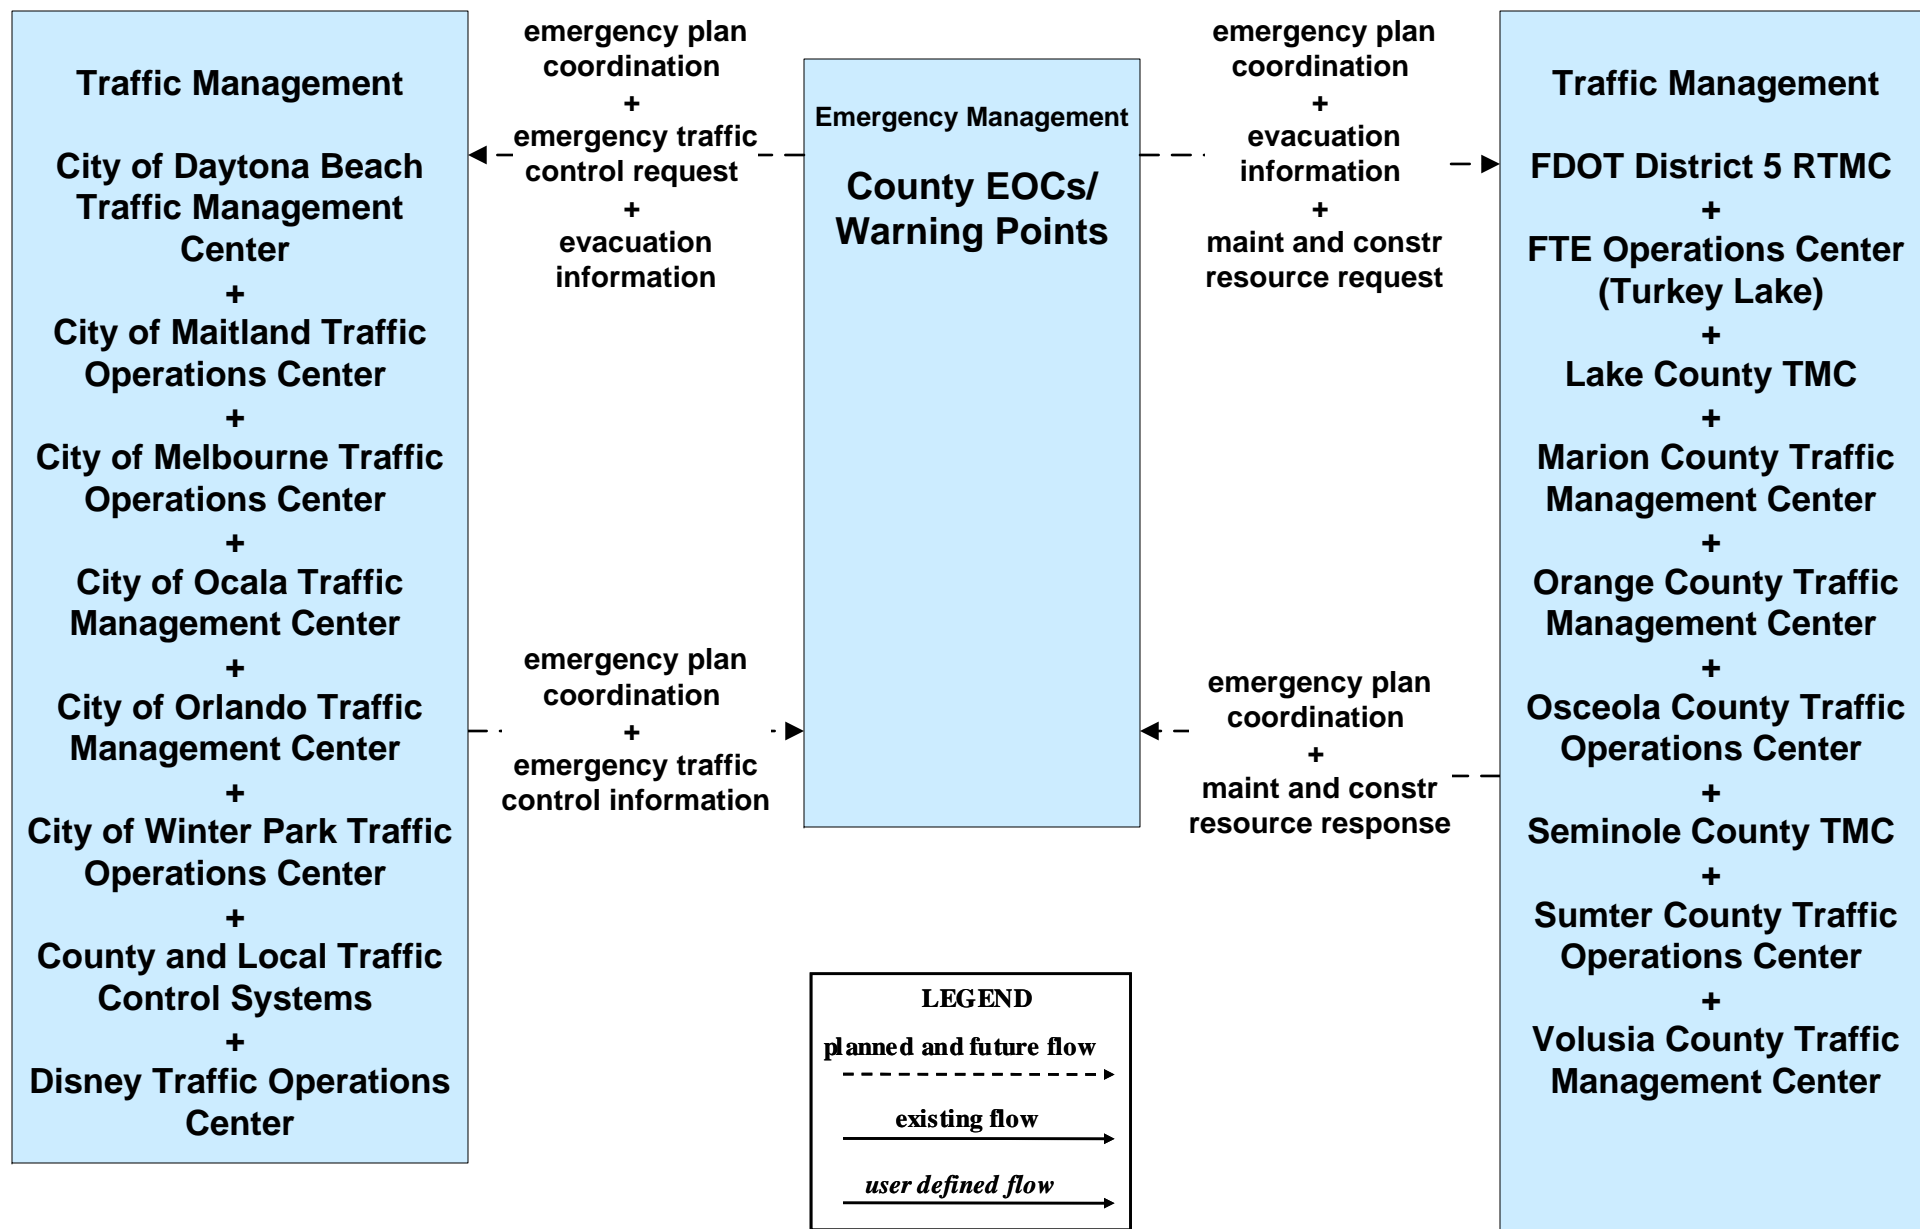 Traffic Management
City of Daytona Beach
Traffic Management
Center
+
City of Maitland Traffic
Operations Center
+
City of Melbourne Traffic
Operations Center
+
City of Ocala Traffic
Management Center
+
City of Orlando Traffic
Management Center
+
City of Winter Park Traffic
Operations Center
+
County and Local Traffic
Control Systems
+
Disney Traffic Operations
Center
emergency plan
coordination
+
emergency traffic
control request
+
evacuation
information
emergency plan
coordination
+
emergency traffic
control information
Emergency Management
County EOCs/
Warning Points
emergency plan
coordination
+
evacuation
information
+
maint and constr
resource request
emergency plan
coordination
+
maint and constr
resource response
Traffic Management
FDOT District 5 RTMC
+
FTE Operations Center
(Turkey Lake)
+
Lake County TMC
+
Marion County Traffic
Management Center
+
Orange County Traffic
Management Center
+
Osceola County Traffic
Operations Center
+
Seminole County TMC
+
Sumter County Traffic
Operations Center
+
Volusia County Traffic
Management Center
LEGEND
planned and future flow
existing flow
user defined flow